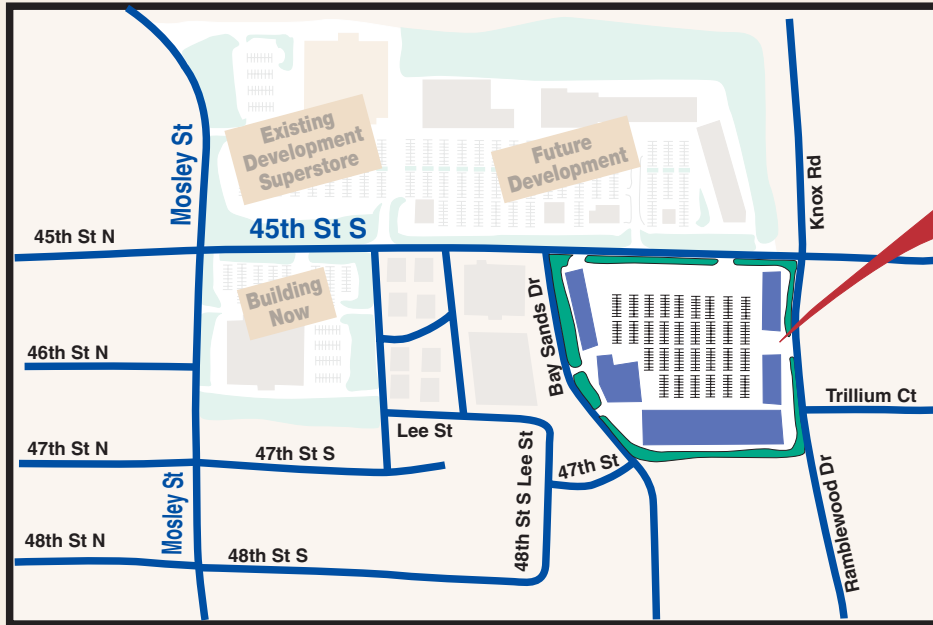 Mosley St
Existing
Development
Superstore
Future
Development
Knox Rd
45th St N
45th St S
Building
Now
Bay Sands Dr
46th St N
Trillium Ct
Lee St
47th St N
47th St S
48th St S Lee St
47th St
Mosley St
Ramblewood Dr
48th St N
48th St S